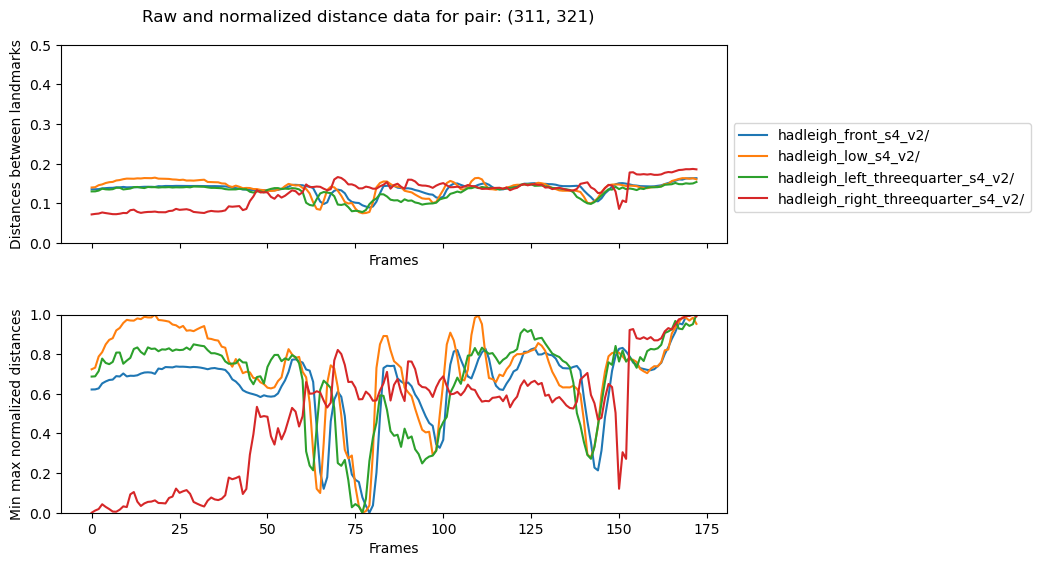 Raw and normalized distance data for pair: (311, 321)
Distances between landmarks
0.5
0.4
0.3
0.2
0.1
0.0
Frames
hadleigh_front_s4_v2/
hadleigh_low_s4_v2/
hadleigh_left_threequarter_s4_v2/
hadleigh_right_threequarter_s4_v2/
Min max normalized distances
1.0
0.8
0.6
0.4
0.2
0.0
0 25 50 75 100 125 150 175
Frames